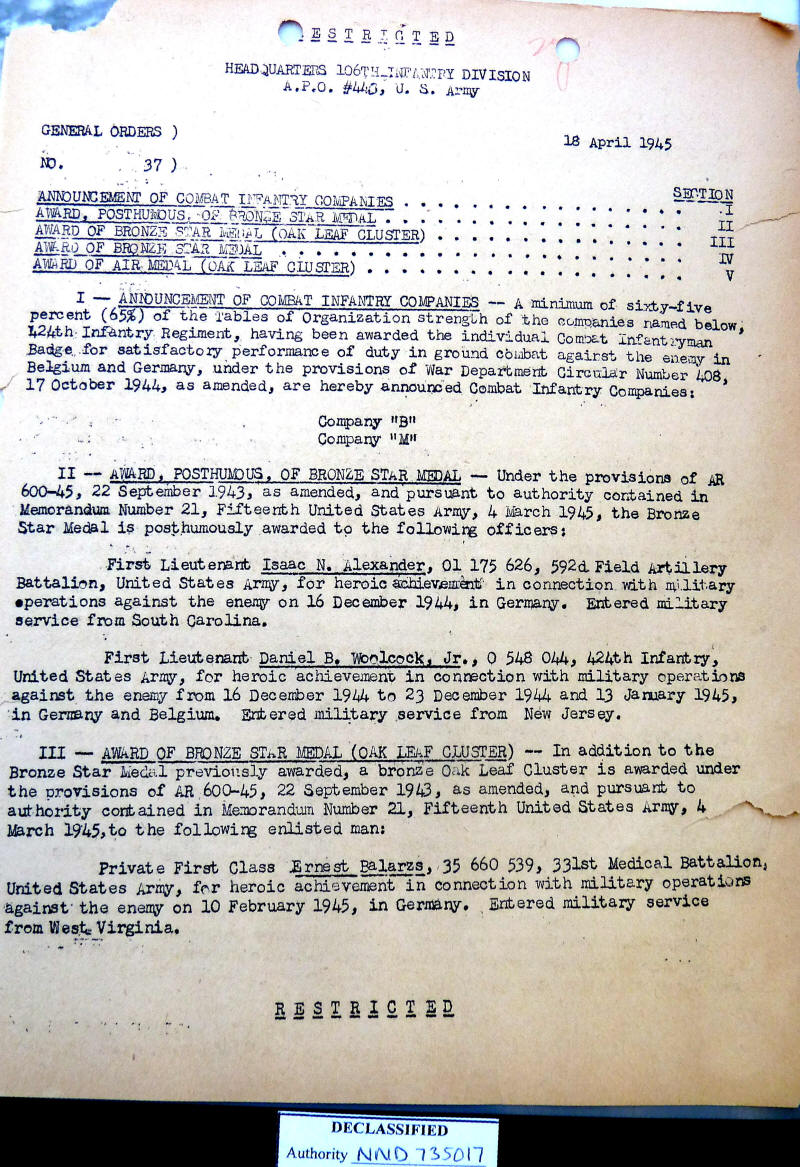 RESTRICTED
HEADQUARTERS 106TH INFANTRY DIVISION
A.P.O. #443, U. S. Army
GENERAL ORDERS )
18 April 1945
NO. 37 )
SECTION
ANNOUNCEMENT OF COMBAT INFANTRY COMPANIES . . . . . . . . . . . . . . . . . I
AWARD, POSTHUMOUS, OF BRONZE STAR MEDAL . . . . . . . . . . . . . . . . . . II
AWARD OF BRONZE STAR MEDAL (OAK LEAF CLUSTER) . . . . . . . . . . . . . . . III
AWARD OF BRONZE STAR MEDAL . . . . . . . . . . . . . . . . . . . . . . . . IV
AWARD OF AIR MEDAL (OAK LEAF CLUSTER) . . . . . . . . . . . . . . . . . . . V
I — ANNOUNCEMENT OF COMBAT INFANTRY COMPANIES — A minimum of sixty-five
percent (65%) of the Tables of Organization strength of the companies named below,
424th Infantry Regiment, having been awarded the individual Combat Infantryman
Badge for satisfactory performance of duty in ground combat against the enemy in
Belgium and Germany, under the provisions of War Department Circular Number 408,
17 October 1944, as amended, are hereby announced Combat Infantry Companies:
Company "B"
Company "M"
II — AWARD, POSTHUMOUS, OF BRONZE STAR MEDAL — Under the provisions of AR
600-45, 22 September 1943, as amended, and pursuant to authority contained in
Memorandum Number 21, Fifteenth United States Army, 4 March 1945, the Bronze
Star Medal is posthumously awarded to the following officers:
First Lieutenant Isaac N. Alexander, O1 175 626, 592d Field Artillery
Battalion, United States Army, for heroic achievement in connection with military
operations against the enemy on 16 December 1944, in Germany. Entered military
service from South Carolina.
First Lieutenant Daniel B. Woolcock, Jr., O 548 044, 424th Infantry,
United States Army, for heroic achievement in connection with military operations
against the enemy from 16 December 1944 to 23 December 1944 and 13 January 1945,
in Germany and Belgium. Entered military service from New Jersey.
III — AWARD OF BRONZE STAR MEDAL (OAK LEAF CLUSTER) — In addition to the
Bronze Star Medal previously awarded, a bronze Oak Leaf Cluster is awarded under
the provisions of AR 600-45, 22 September 1943, as amended, and pursuant to
authority contained in Memorandum Number 21, Fifteenth United States Army, 4
March 1945,to the following enlisted man:
Private First Class Ernest Balarzs, 35 660 539, 331st Medical Battalion,
United States Army, for heroic achievement in connection with military operations
against the enemy on 10 February 1945, in Germany. Entered military service
from West Virginia.
RESTRICTED
DECLASSIFIED
Authority NND 735017